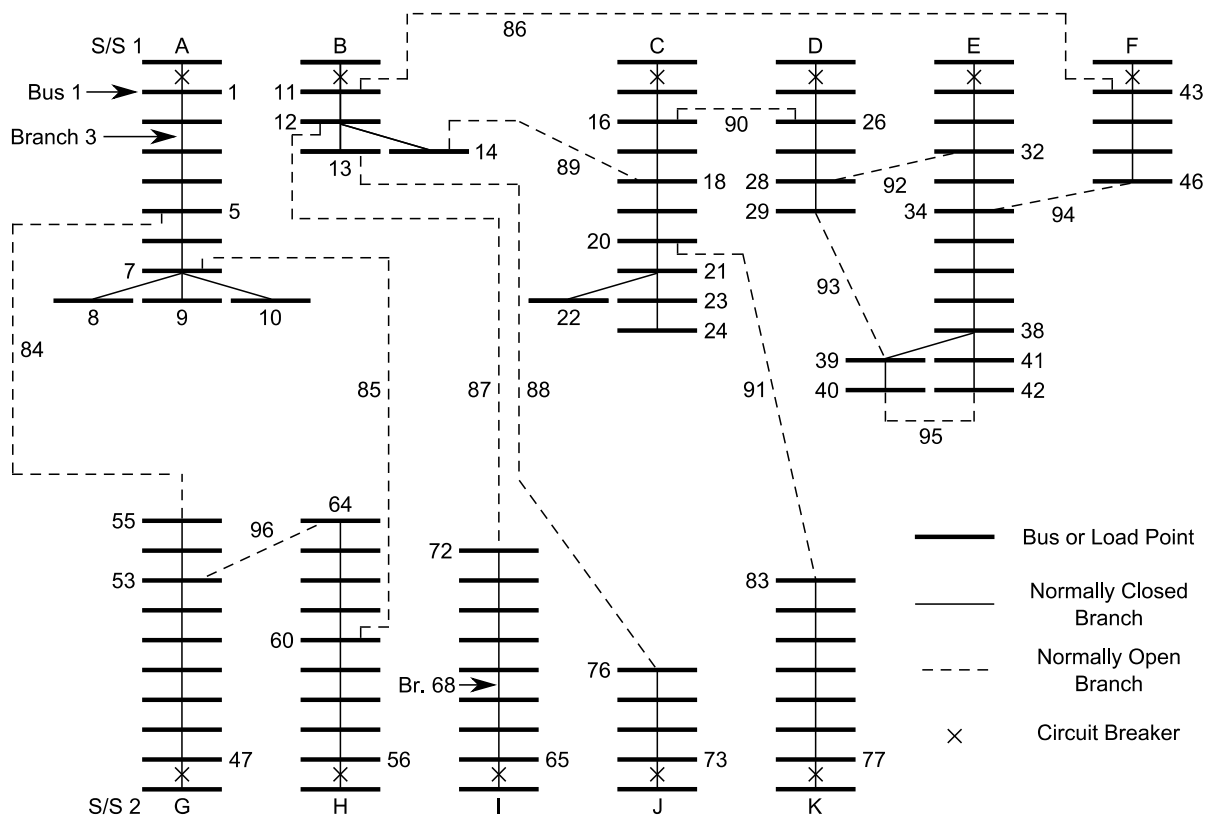 86
S/S 1 A B C D E F
Bus 1 1 11 43
12 16 90 26
Branch 3
13 14 89 32
18 28 92 46
5 29 34 94
7 20
21 93
8 9 10 22 23
24 38
84 39 41
85 87 88 91 40 42
95
55 64
96 72 Bus or Load Point
53 83
Normally Closed
Branch
60
Normally Open
Branch
Br. 68 76
47 56 65 73 77 Circuit Breaker
S/S 2 G H I J K